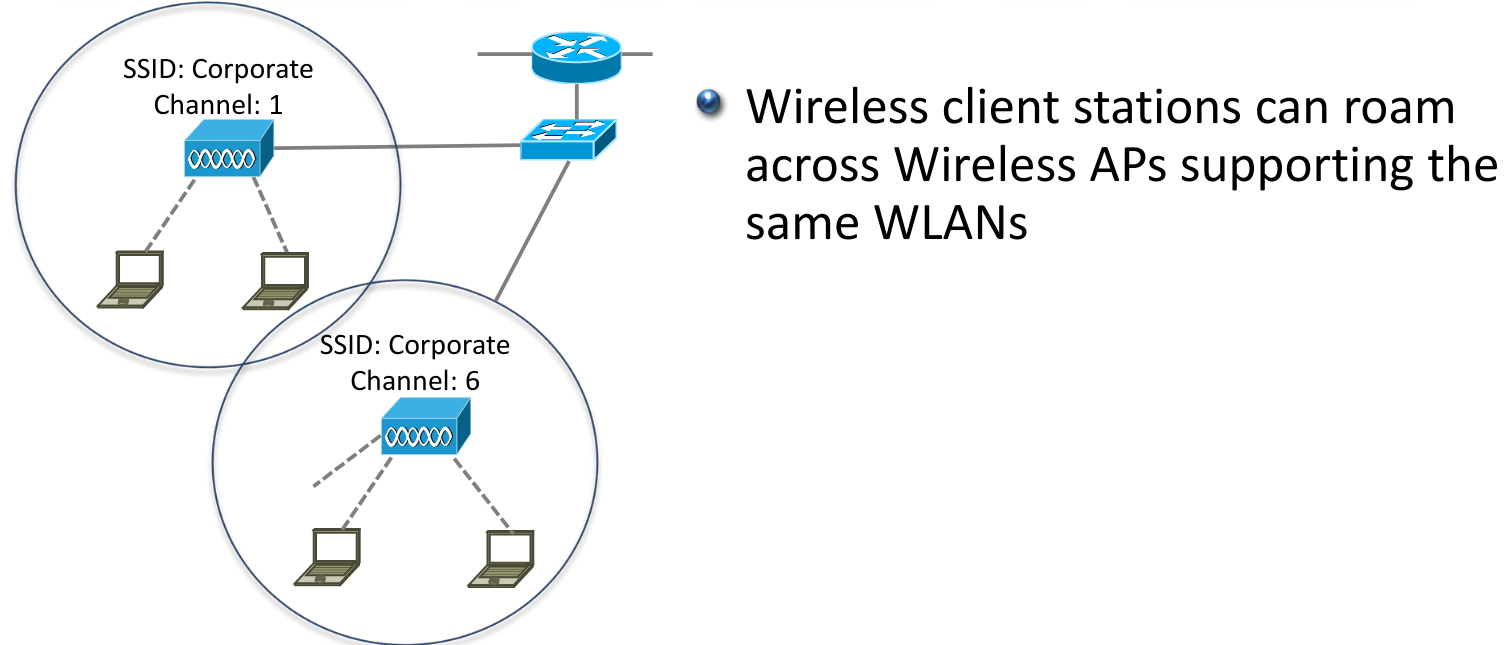 SSID: Corporate
Channel: 1
SSID: Corporate
Channel: 6
Wireless client stations can roam
across Wireless APs supporting the
same WLANs